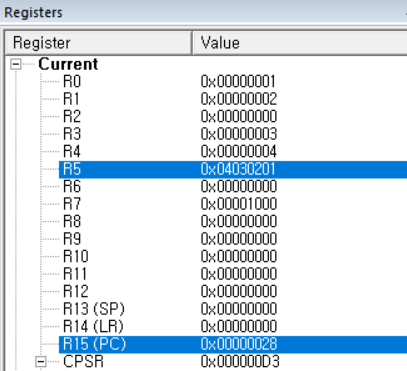 Registers
Register Value
Current
R0 0x00000001
R1 0x00000002
R2 0x00000000
R3 0x00000003
R4 0x00000004
R5 0x04030201
R6 0x00000000
R7 0x00001000
R8 0x00000000
R9 0x00000000
R10 0x00000000
R11 0x00000000
R12 0x00000000
R13 (SP) 0x00000000
R14 (LR) 0x00000000
R15 (PC) 0x00000028
CPSR 0x000000D3